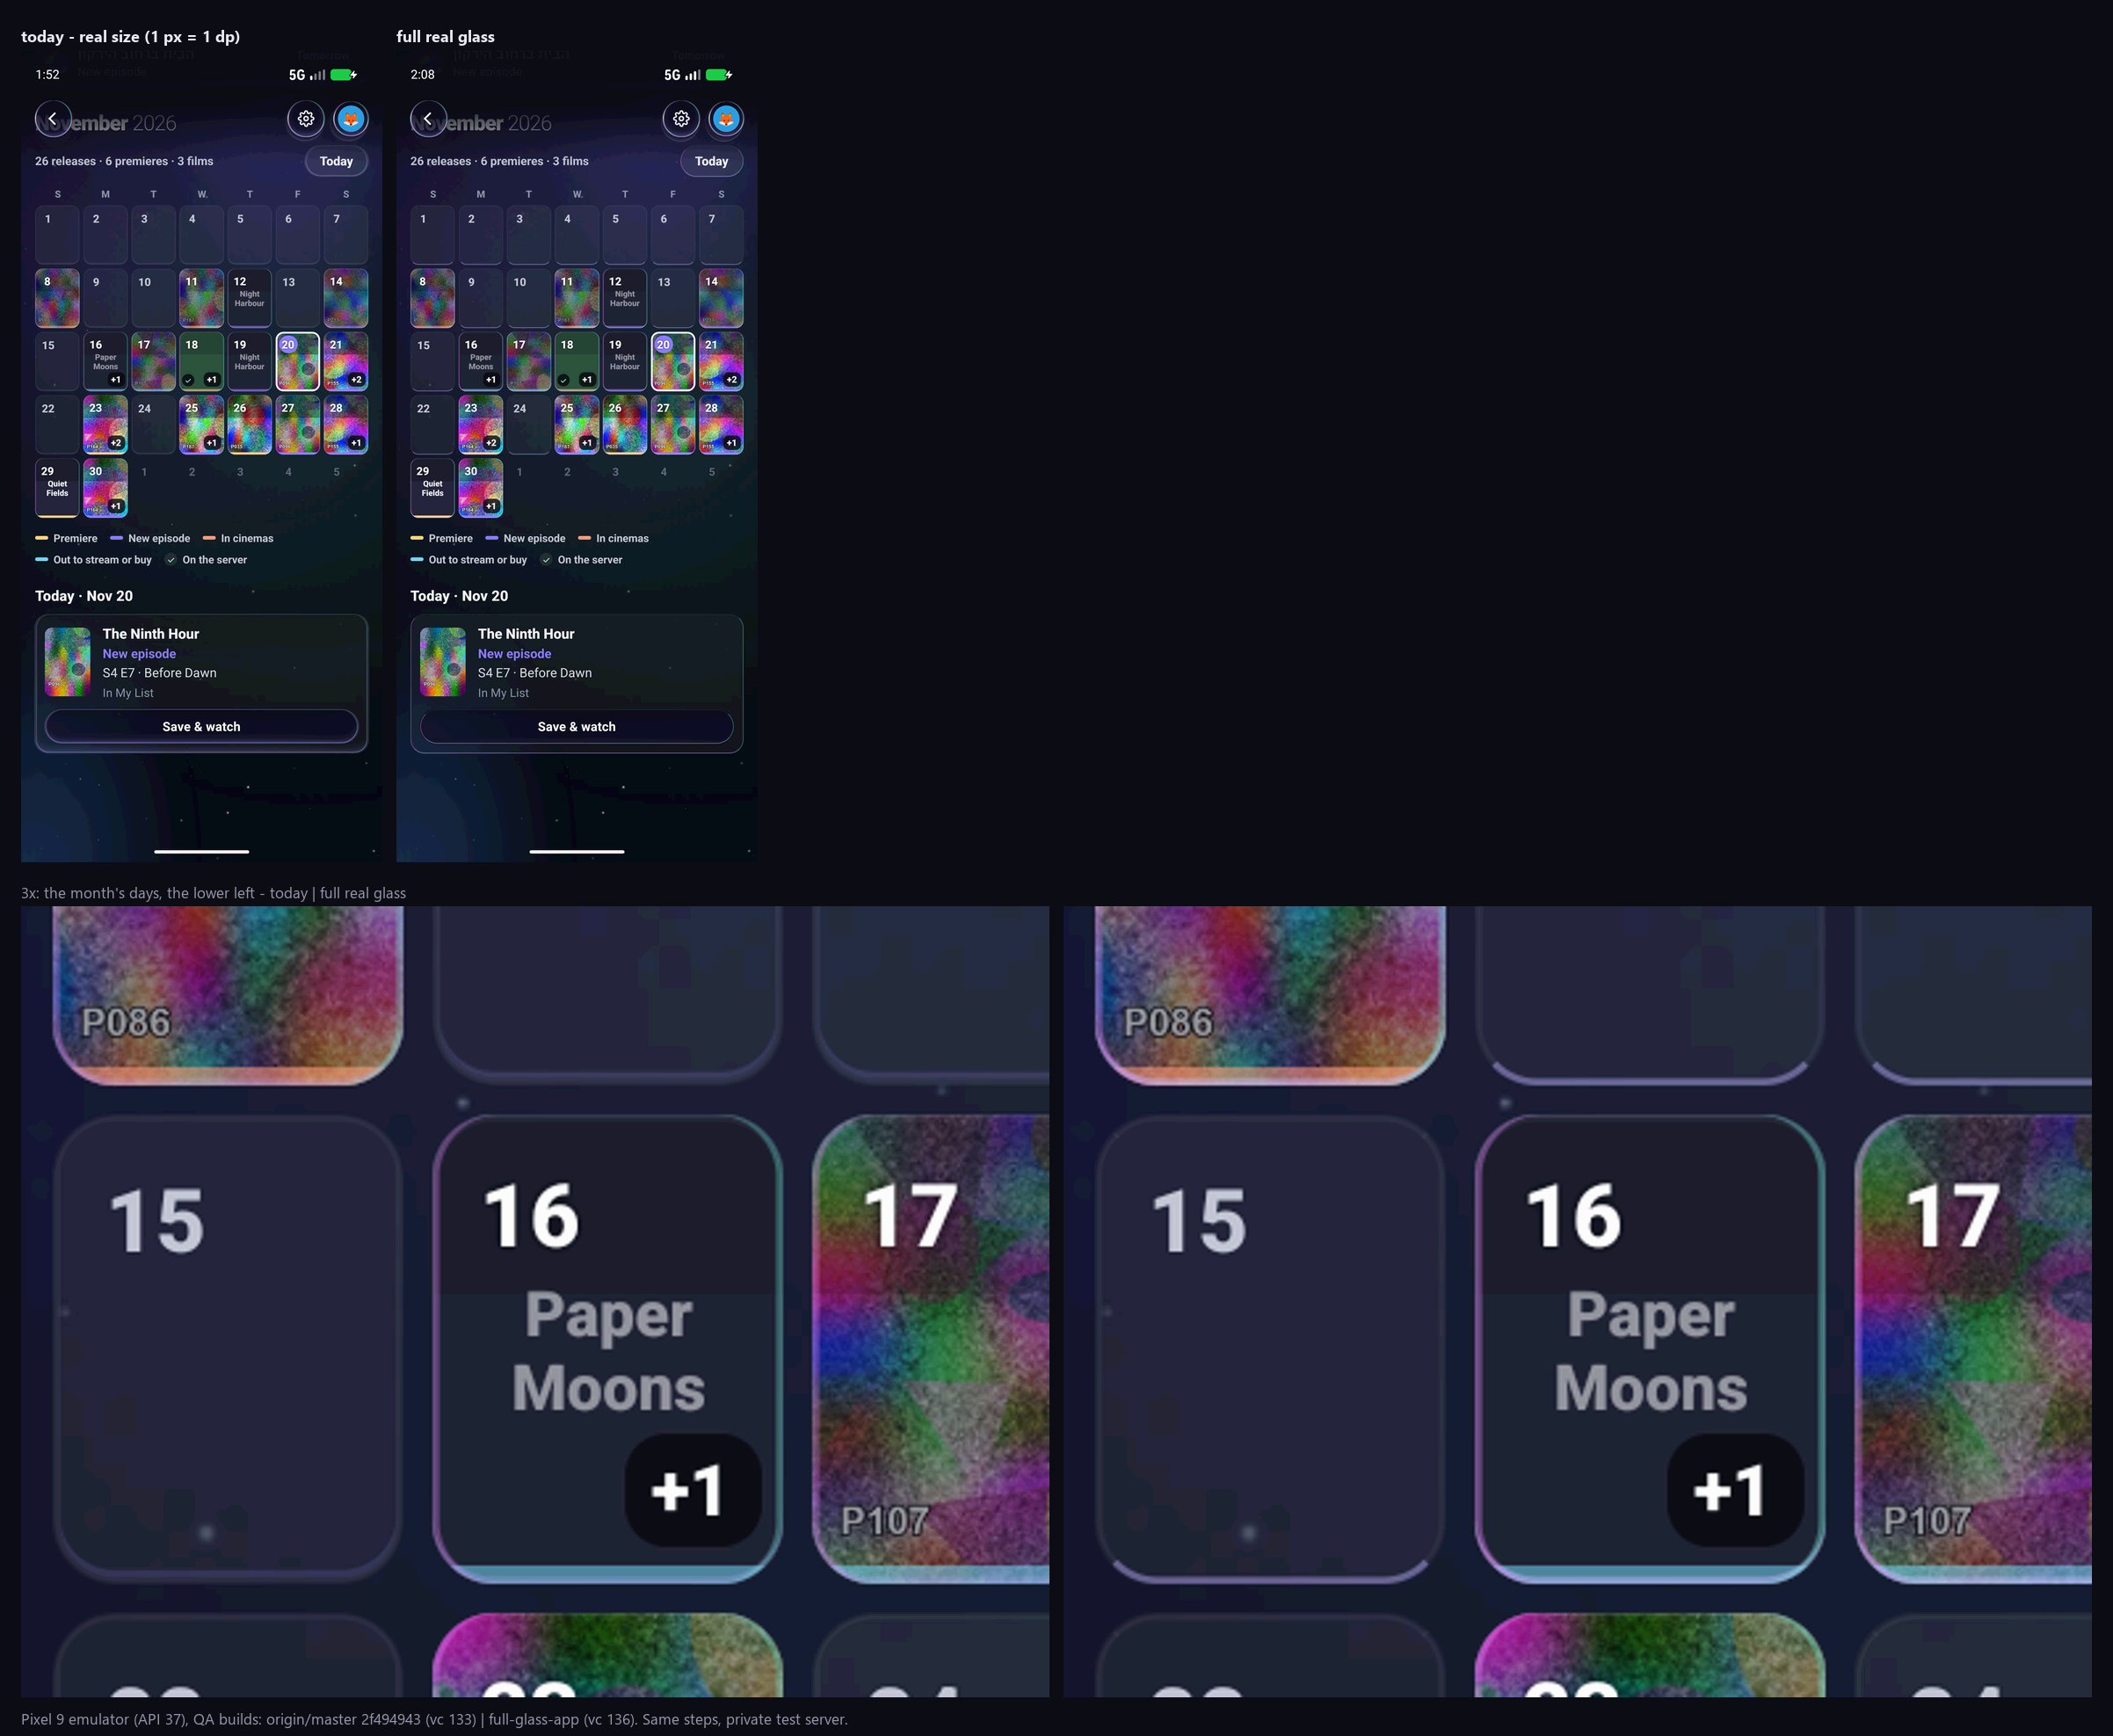 today - real size (1 px = 1 dp)
full real glass
Tomorrow
New episode
1:52
5G
November 2026
26 releases · 6 premieres · 3 films
Today
S M T W. T F S
1 2 3 4 5 6 7
8 9 10 11 12 13 14
Night
Harbour
15 16 17 18 19 20 21
Paper
Moons
Night
Harbour
+1 +1 +2
22 23 24 25 26 27 28
+2 +1 +1
29 30 1 2 3 4 5
Quiet
Fields
+1
Premiere New episode In cinemas
Out to stream or buy On the server
Today · Nov 20
The Ninth Hour
New episode
S4 E7 · Before Dawn
In My List
Save & watch
New episode
Tomorrow
2:08
5G
November 2026
26 releases · 6 premieres · 3 films
Today
S M T W. T F S
1 2 3 4 5 6 7
8 9 10 11 12 13 14
Night
Harbour
15 16 17 18 19 20 21
Paper
Moons
Night
Harbour
+1 +1 +2
22 23 24 25 26 27 28
+2 +1 +1
29 30 1 2 3 4 5
Quiet
Fields
+1
Premiere New episode In cinemas
Out to stream or buy On the server
Today · Nov 20
The Ninth Hour
New episode
S4 E7 · Before Dawn
In My List
Save & watch
3x: the month's days, the lower left - today | full real glass
P086
15 16 17
Paper
Moons
+1
P107
P086
15 16 17
Paper
Moons
+1
P107
Pixel 9 emulator (API 37), QA builds: origin/master 2f494943 (vc 133) | full-glass-app (vc 136). Same steps, private test server.